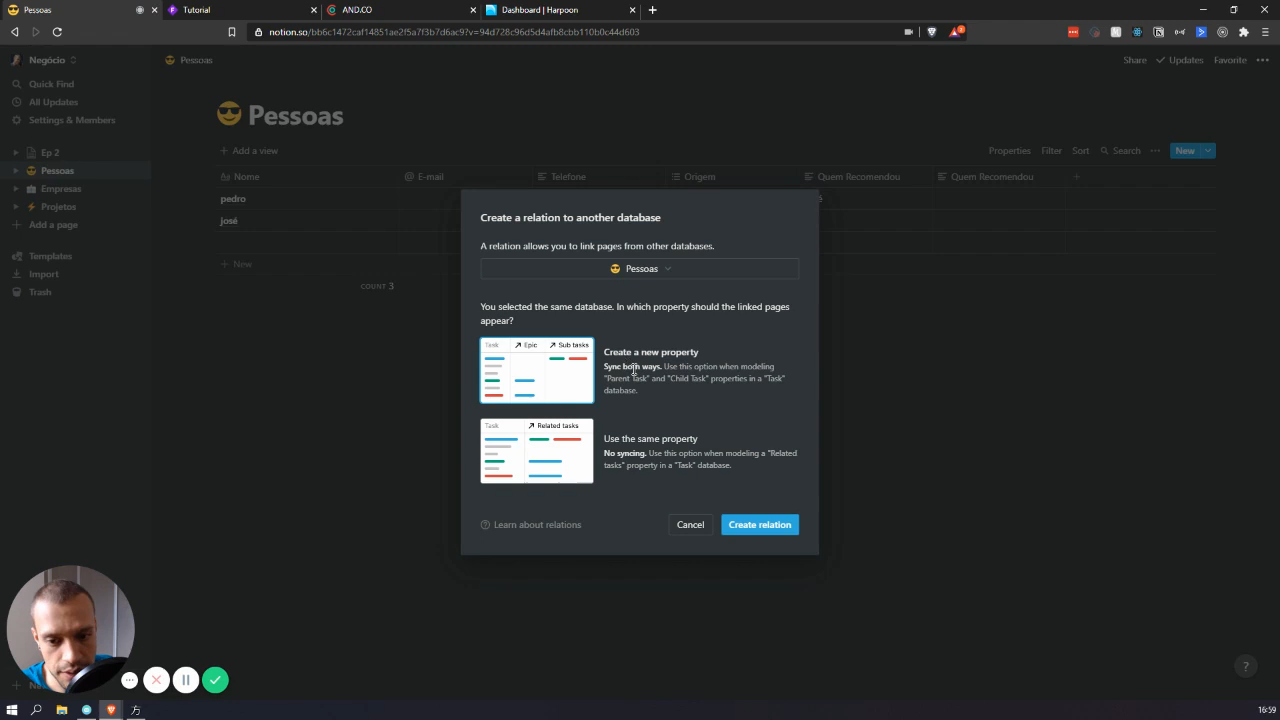 Pessoas
Tutorial
AND.CO
Dashboard | Harpoon
notion.so/bb6c1472caf14851ae2f5a7f3b7d6ac9?v=94d728c96d5d4afb8cbb110b0c44d603
Negócio
Pessoas
Share
Updates
Favorite
Quick Find
All Updates
Settings & Members
Ep 2
Pessoas
Empresas
Projetos
Add a page
Templates
Import
Trash
Pessoas
Add a view
Properties
Filter
Sort
Search
New
Nome
E-mail
Telefone
Origem
Quem Recomendou
Quem Recomendou
pedro
josé
New
COUNT 3
Create a relation to another database
A relation allows you to link pages from other databases.
Pessoas
You selected the same database. In which property should the linked pages
appear?
Task
Epic
Sub tasks
Create a new property
Sync both ways. Use this option when modeling
"Parent Task" and "Child Task" properties in a "Task"
database.
Task
Related tasks
Use the same property
No syncing. Use this option when modeling a "Related
tasks" property in a "Task" database.
Learn about relations
Cancel
Create relation
?
16:59